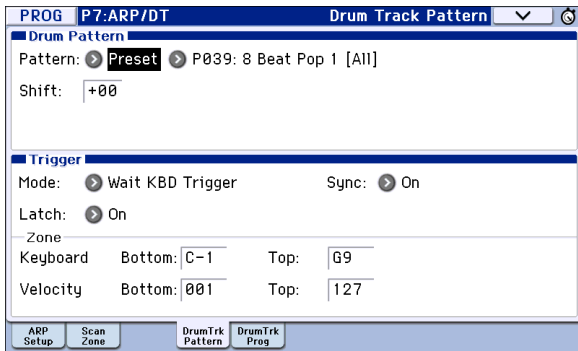 PROG P7:ARP/DT Drum Track Pattern
Drum Pattern
Pattern: Preset P039: 8 Beat Pop 1 [All]
Shift: +00
Trigger
Mode: Wait KBD Trigger Sync: On
Latch: On
Zone
Keyboard Bottom: C-1 Top: G9
Velocity Bottom: 001 Top: 127
ARP Setup Scan Zone DrumTrk Pattern DrumTrk Prog